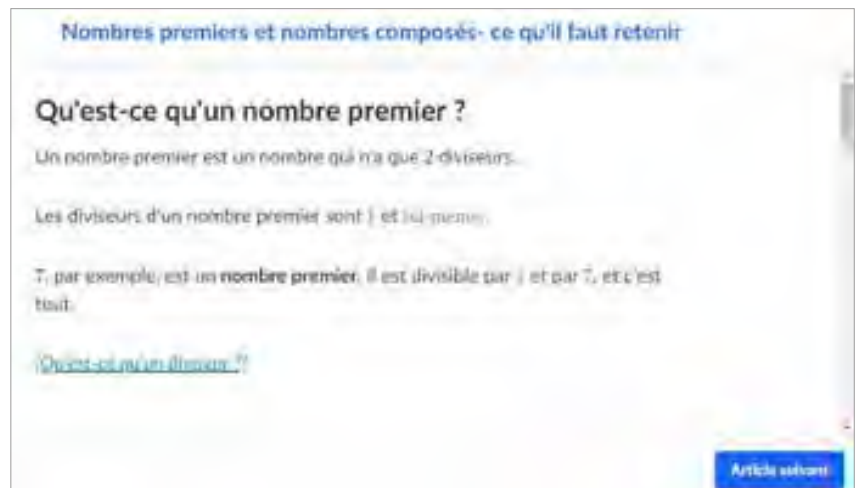 Nombres premiers et nombres composés- ce qu'il faut retenir
Qu'est-ce qu'un nombre premier ?
Un nombre premier est un nombre qui n'a que 2 diviseurs.
Les diviseurs d'un nombre premier sont 1 et lui-même.
7, par exemple, est un nombre premier. Il est divisible par 1 et par 7, et c'est
tout.
Qu'est-ce qu'un diviseur ?
Article suivant